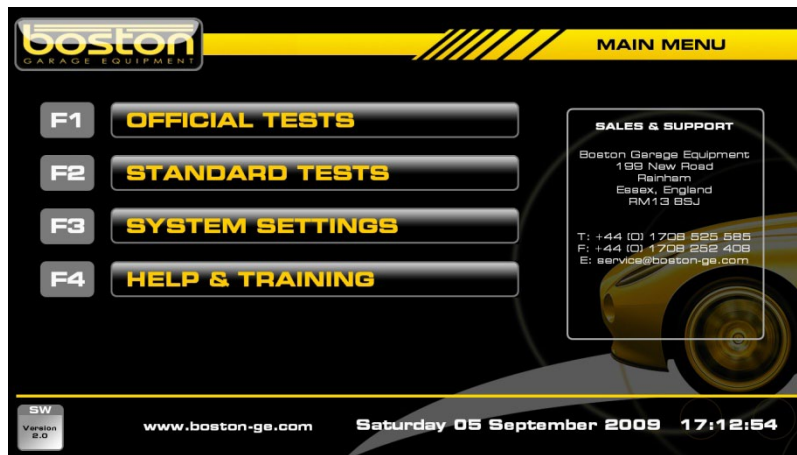 boston
GARAGE EQUIPMENT
MAIN MENU
F1 OFFICIAL TESTS
F2 STANDARD TESTS
F3 SYSTEM SETTINGS
F4 HELP & TRAINING
SALES & SUPPORT
Boston Garage Equipment
199 New Road
Rainham
Essex, England
RM13 8SJ
T: +44 (0) 1708 525 585
F: +44 (0) 1708 252 408
E: service@boston-ge.com
SW
Version
2.0
www.boston-ge.com
Saturday 05 September 2009 17:12:54